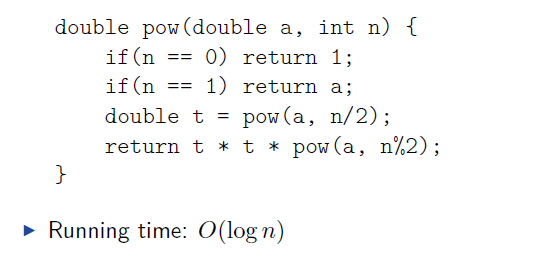 double pow(double a, int n) {
    if(n == 0) return 1;
    if(n == 1) return a;
    double t = pow(a, n/2);
    return t * t * pow(a, n%2);
}
▶ Running time: O(log n)